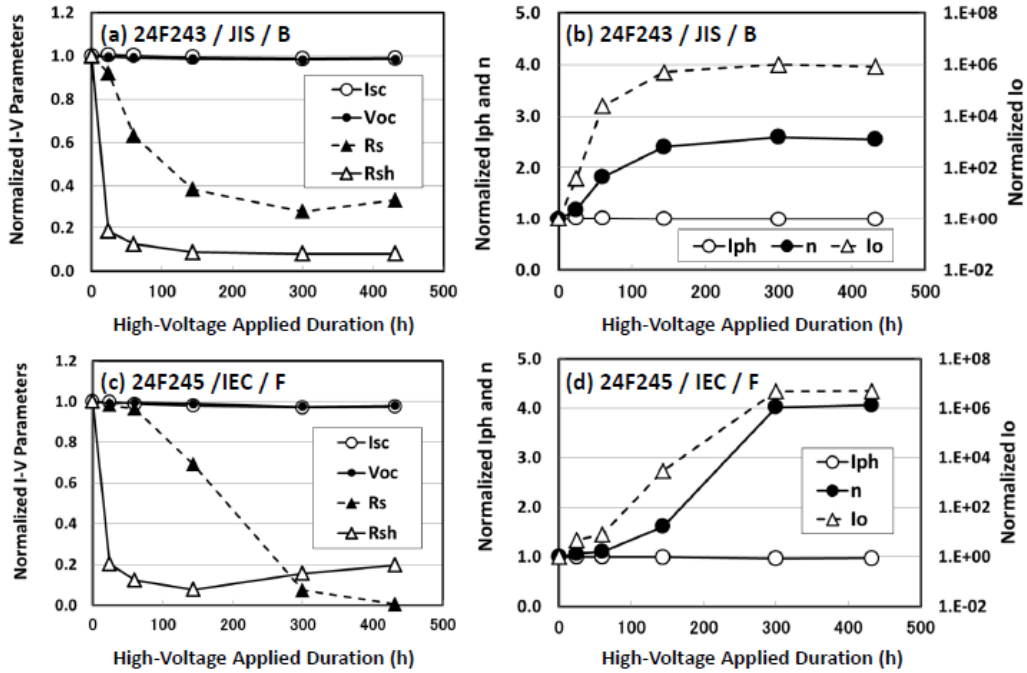 (a) 24F243 / JIS / B
Normalized I-V Parameters
1.2
1.0
0.8
0.6
0.4
0.2
0.0
Isc
Voc
Rs
Rsh
0 100 200 300 400 500
High-Voltage Applied Duration (h)
(b) 24F243 / JIS / B
Normalized Iph and n
5.0
4.0
3.0
2.0
1.0
0.0
Iph n Io
1.E+08
1.E+06
1.E+04
1.E+02
1.E+00
1.E-02
Normalized Io
0 100 200 300 400 500
High-Voltage Applied Duration (h)
(c) 24F245 /IEC / F
Normalized I-V Parameters
1.2
1.0
0.8
0.6
0.4
0.2
0.0
Isc
Voc
Rs
Rsh
0 100 200 300 400 500
High-Voltage Applied Duration (h)
(d) 24F245 / IEC / F
Normalized Iph and n
5.0
4.0
3.0
2.0
1.0
0.0
Iph
n
Io
1.E+08
1.E+06
1.E+04
1.E+02
1.E+00
1.E-02
Normalized Io
0 100 200 300 400 500
High-Voltage Applied Duration (h)